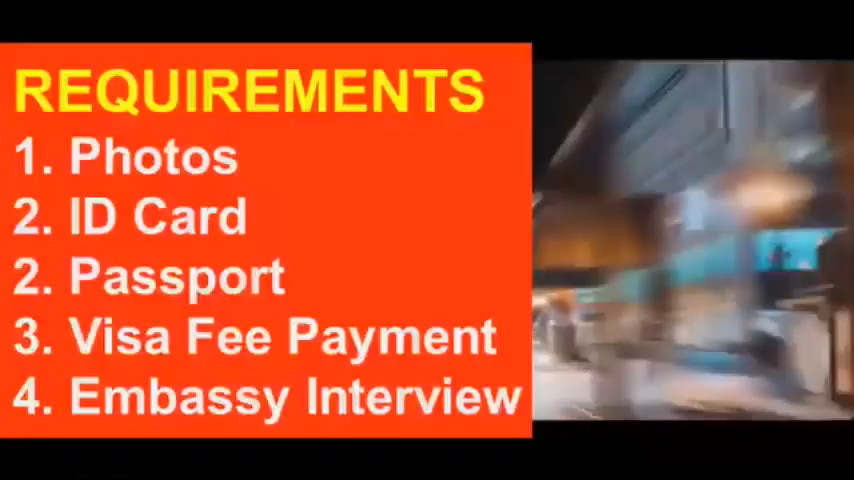 REQUIREMENTS
1. Photos
2. ID Card
2. Passport
3. Visa Fee Payment
4. Embassy Interview